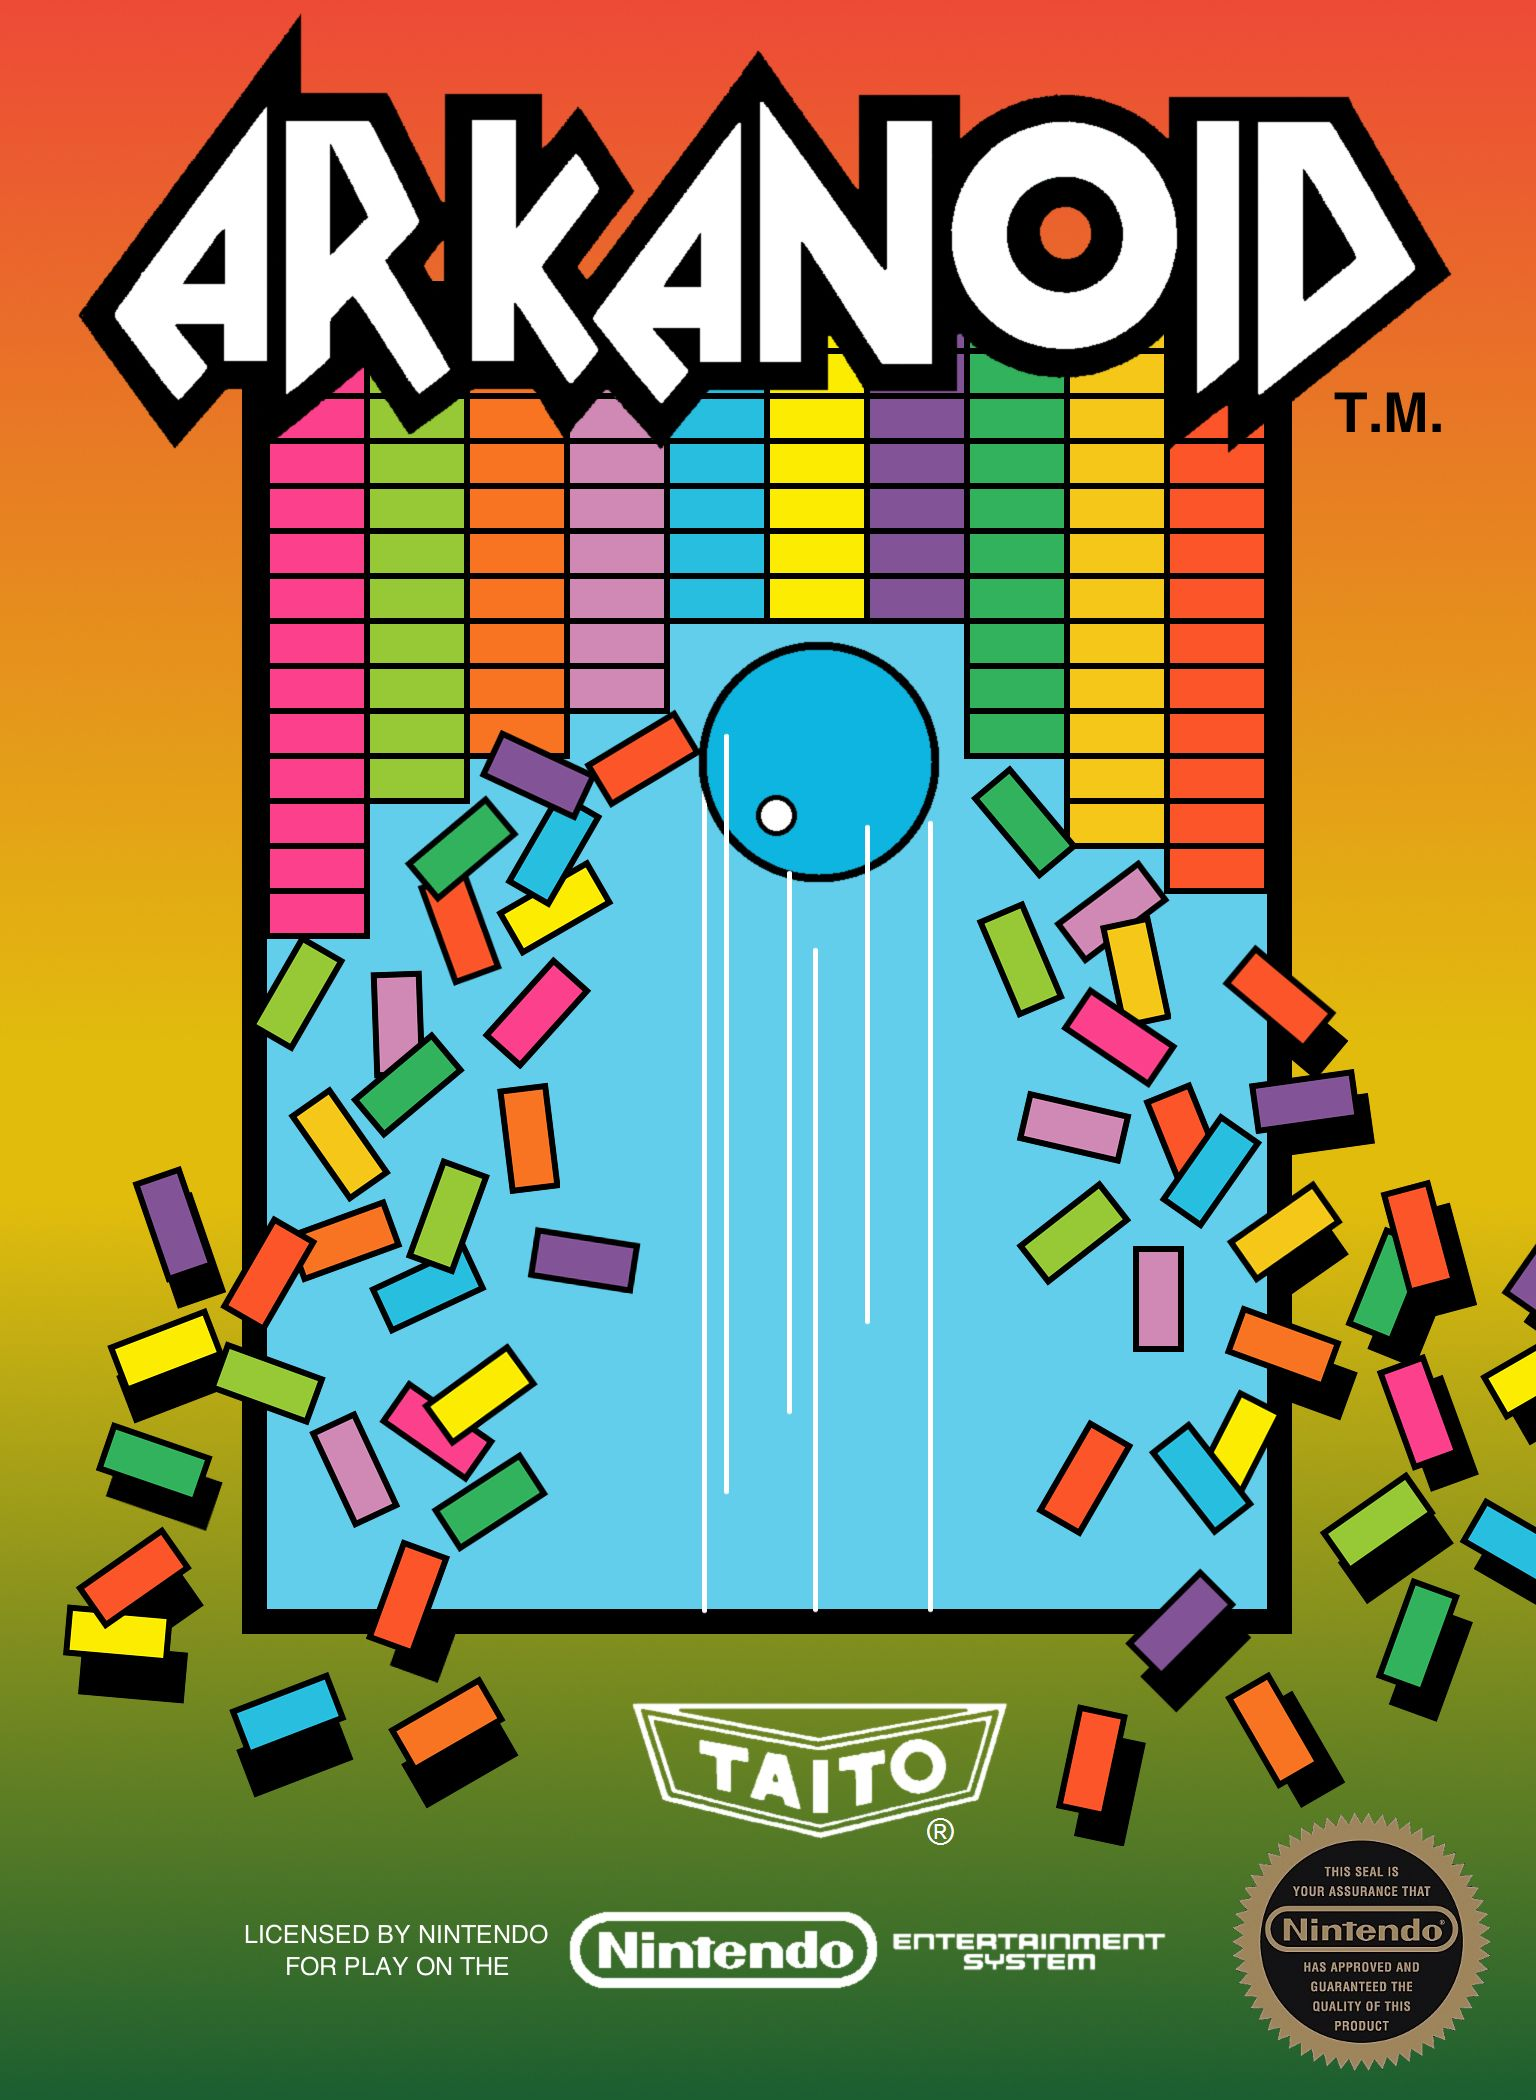 ARKANOID
T.M.
TAITO
®
LICENSED BY NINTENDO
FOR PLAY ON THE
Nintendo
ENTERTAINMENT
SYSTEM
THIS SEAL IS
YOUR ASSURANCE THAT
Nintendo®
HAS APPROVED AND
GUARANTEED THE
QUALITY OF THIS
PRODUCT